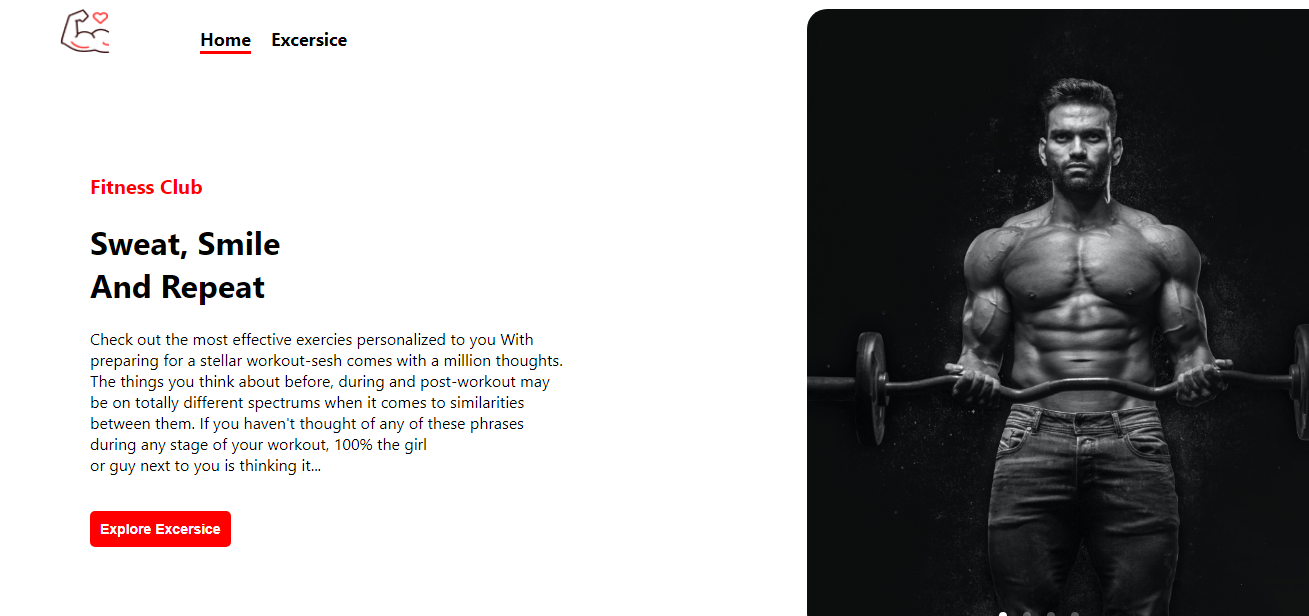 Home Excersice
Fitness Club
Sweat, Smile
And Repeat
Check out the most effective exercies personalized to you With
preparing for a stellar workout-sesh comes with a million thoughts.
The things you think about before, during and post-workout may
be on totally different spectrums when it comes to similarities
between them. If you haven't thought of any of these phrases
during any stage of your workout, 100% the girl
or guy next to you is thinking it...
Explore Excersice